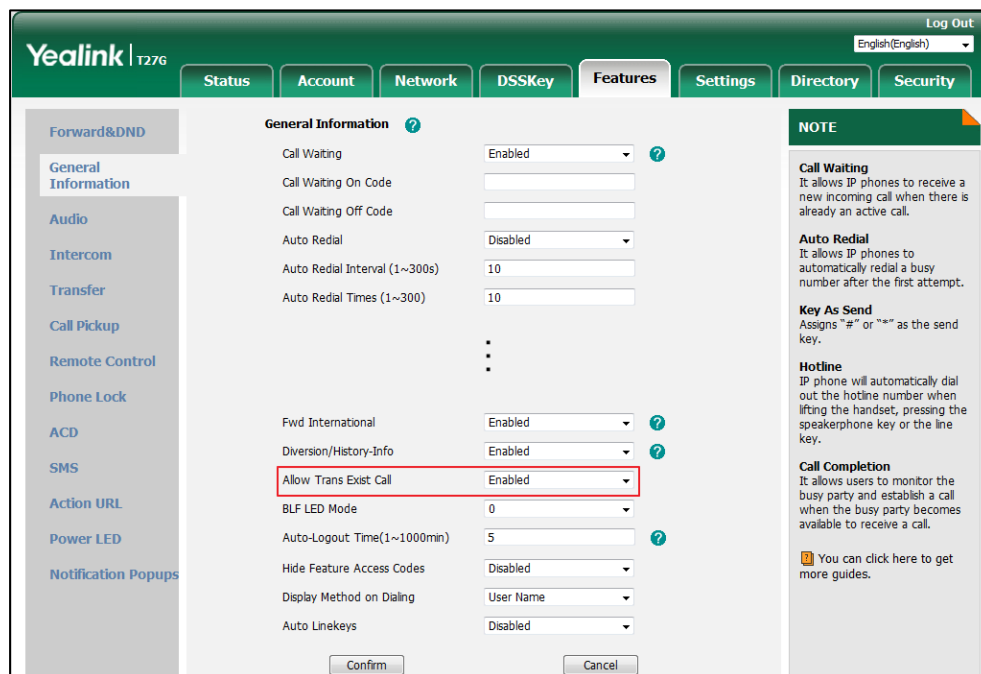 Log Out
English(English)
Yealink T27G
Status Account Network DSSKey Features Settings Directory Security
Forward&DND
General
Information
Audio
Intercom
Transfer
Call Pickup
Remote Control
Phone Lock
ACD
SMS
Action URL
Power LED
Notification Popups
General Information ?
Call Waiting Enabled ?
Call Waiting On Code
Call Waiting Off Code
Auto Redial Disabled
Auto Redial Interval (1~300s) 10
Auto Redial Times (1~300) 10
Fwd International Enabled ?
Diversion/History-Info Enabled ?
Allow Trans Exist Call Enabled
BLF LED Mode 0
Auto-Logout Time(1~1000min) 5 ?
Hide Feature Access Codes Disabled
Display Method on Dialing User Name
Auto Linekeys Disabled
Confirm Cancel
NOTE
Call Waiting
It allows IP phones to receive a
new incoming call when there is
already an active call.
Auto Redial
It allows IP phones to
automatically redial a busy
number after the first attempt.
Key As Send
Assigns "#" or "*" as the send
key.
Hotline
IP phone will automatically dial
out the hotline number when
lifting the handset, pressing the
speakerphone key or the line
key.
Call Completion
It allows users to monitor the
busy party and establish a call
when the busy party becomes
available to receive a call.
? You can click here to get
more guides.